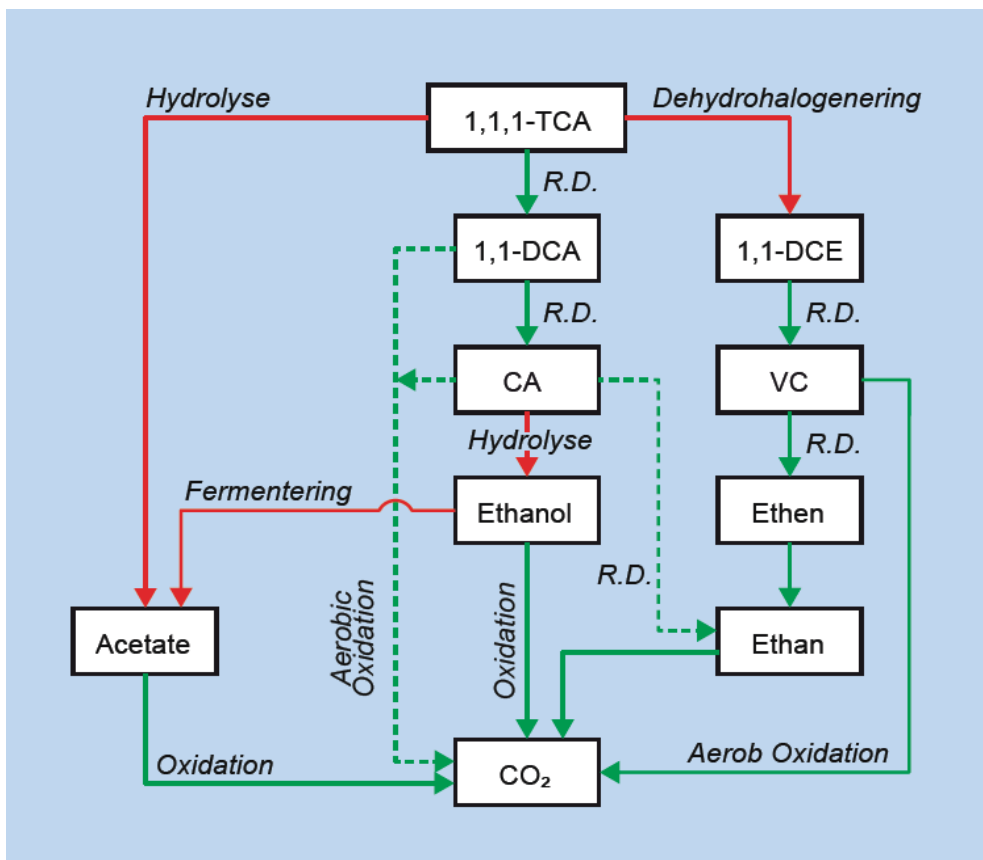 Hydrolyse
1,1,1-TCA
Dehydrohalogenering
R.D.
1,1-DCA
1,1-DCE
R.D.
R.D.
CA
VC
Hydrolyse
R.D.
Fermentering
Ethanol
Ethen
R.D.
Aerobic
Oxidation
Oxidation
Acetate
Ethan
Oxidation
CO₂
Aerob Oxidation